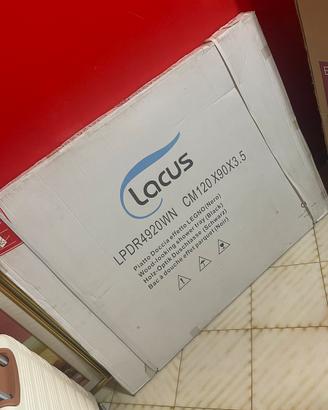 Lacus
LPDR4920WN CM120X90X3.5
Piatto Doccia effetto LEGNO(Nero)
Wood-looking shower tray(Black)
Holz-Optik Duschtasse (Schwarz)
Bac à douche effet parquet(Noir)